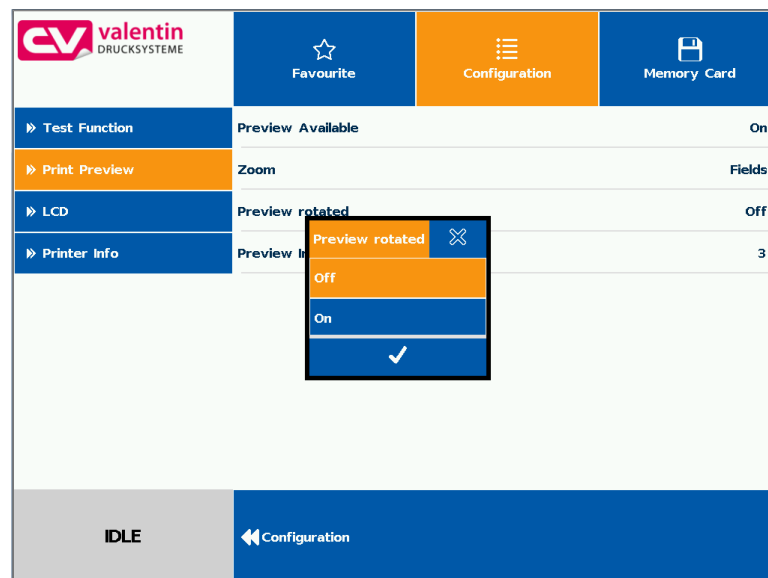 valentin
DRUCKSYSTEME
Favourite
Configuration
Memory Card
Test Function
Preview Available
On
Print Preview
Zoom
Fields
LCD
Preview rotated
Off
Printer Info
Preview
3
Preview rotated
Off
On
IDLE
Configuration